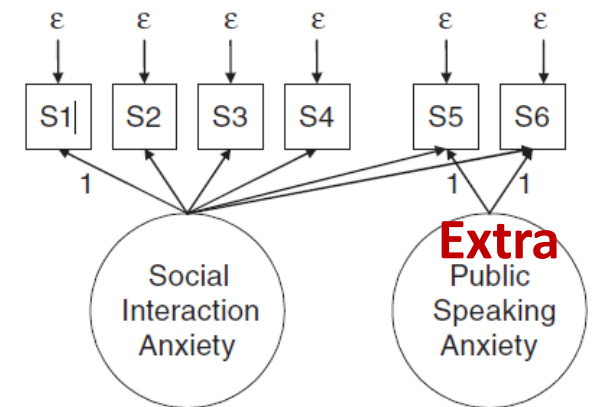 ε ε ε ε ε ε
S1 S2 S3 S4 S5 S6
1 1 1
Extra
Social
Interaction
Anxiety
Public
Speaking
Anxiety